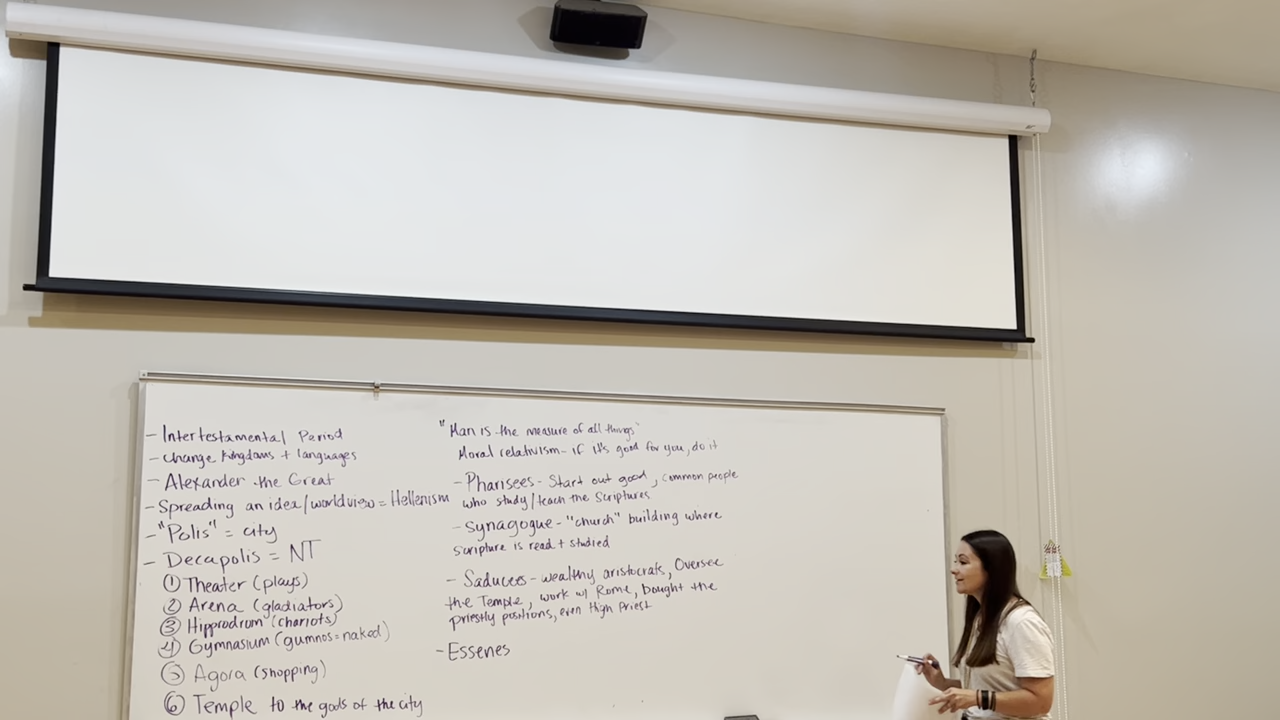 - Intertestamental Period
- Change kingdoms + languages
- Alexander the Great
- Spreading an idea/worldview = Hellenism
- "Polis" = city
- Decapolis = NT
① Theater (plays)
② Arena (gladiators)
③ Hipprodrom (chariots)
④ Gymnasium (gumnos = naked)
⑤ Agora (shopping)
⑥ Temple to the gods of the city
"Man is the measure of all things"
Moral relativism - if it's good for you, do it
- Pharisees - Start out good, common people
who study/teach the Scriptures
- Synagogue - "church" building where
scripture is read + studied
- Saducees - wealthy aristocrats, Oversee
the Temple, work w/ Rome, bought the
priestly positions, even High Priest
- Essenes